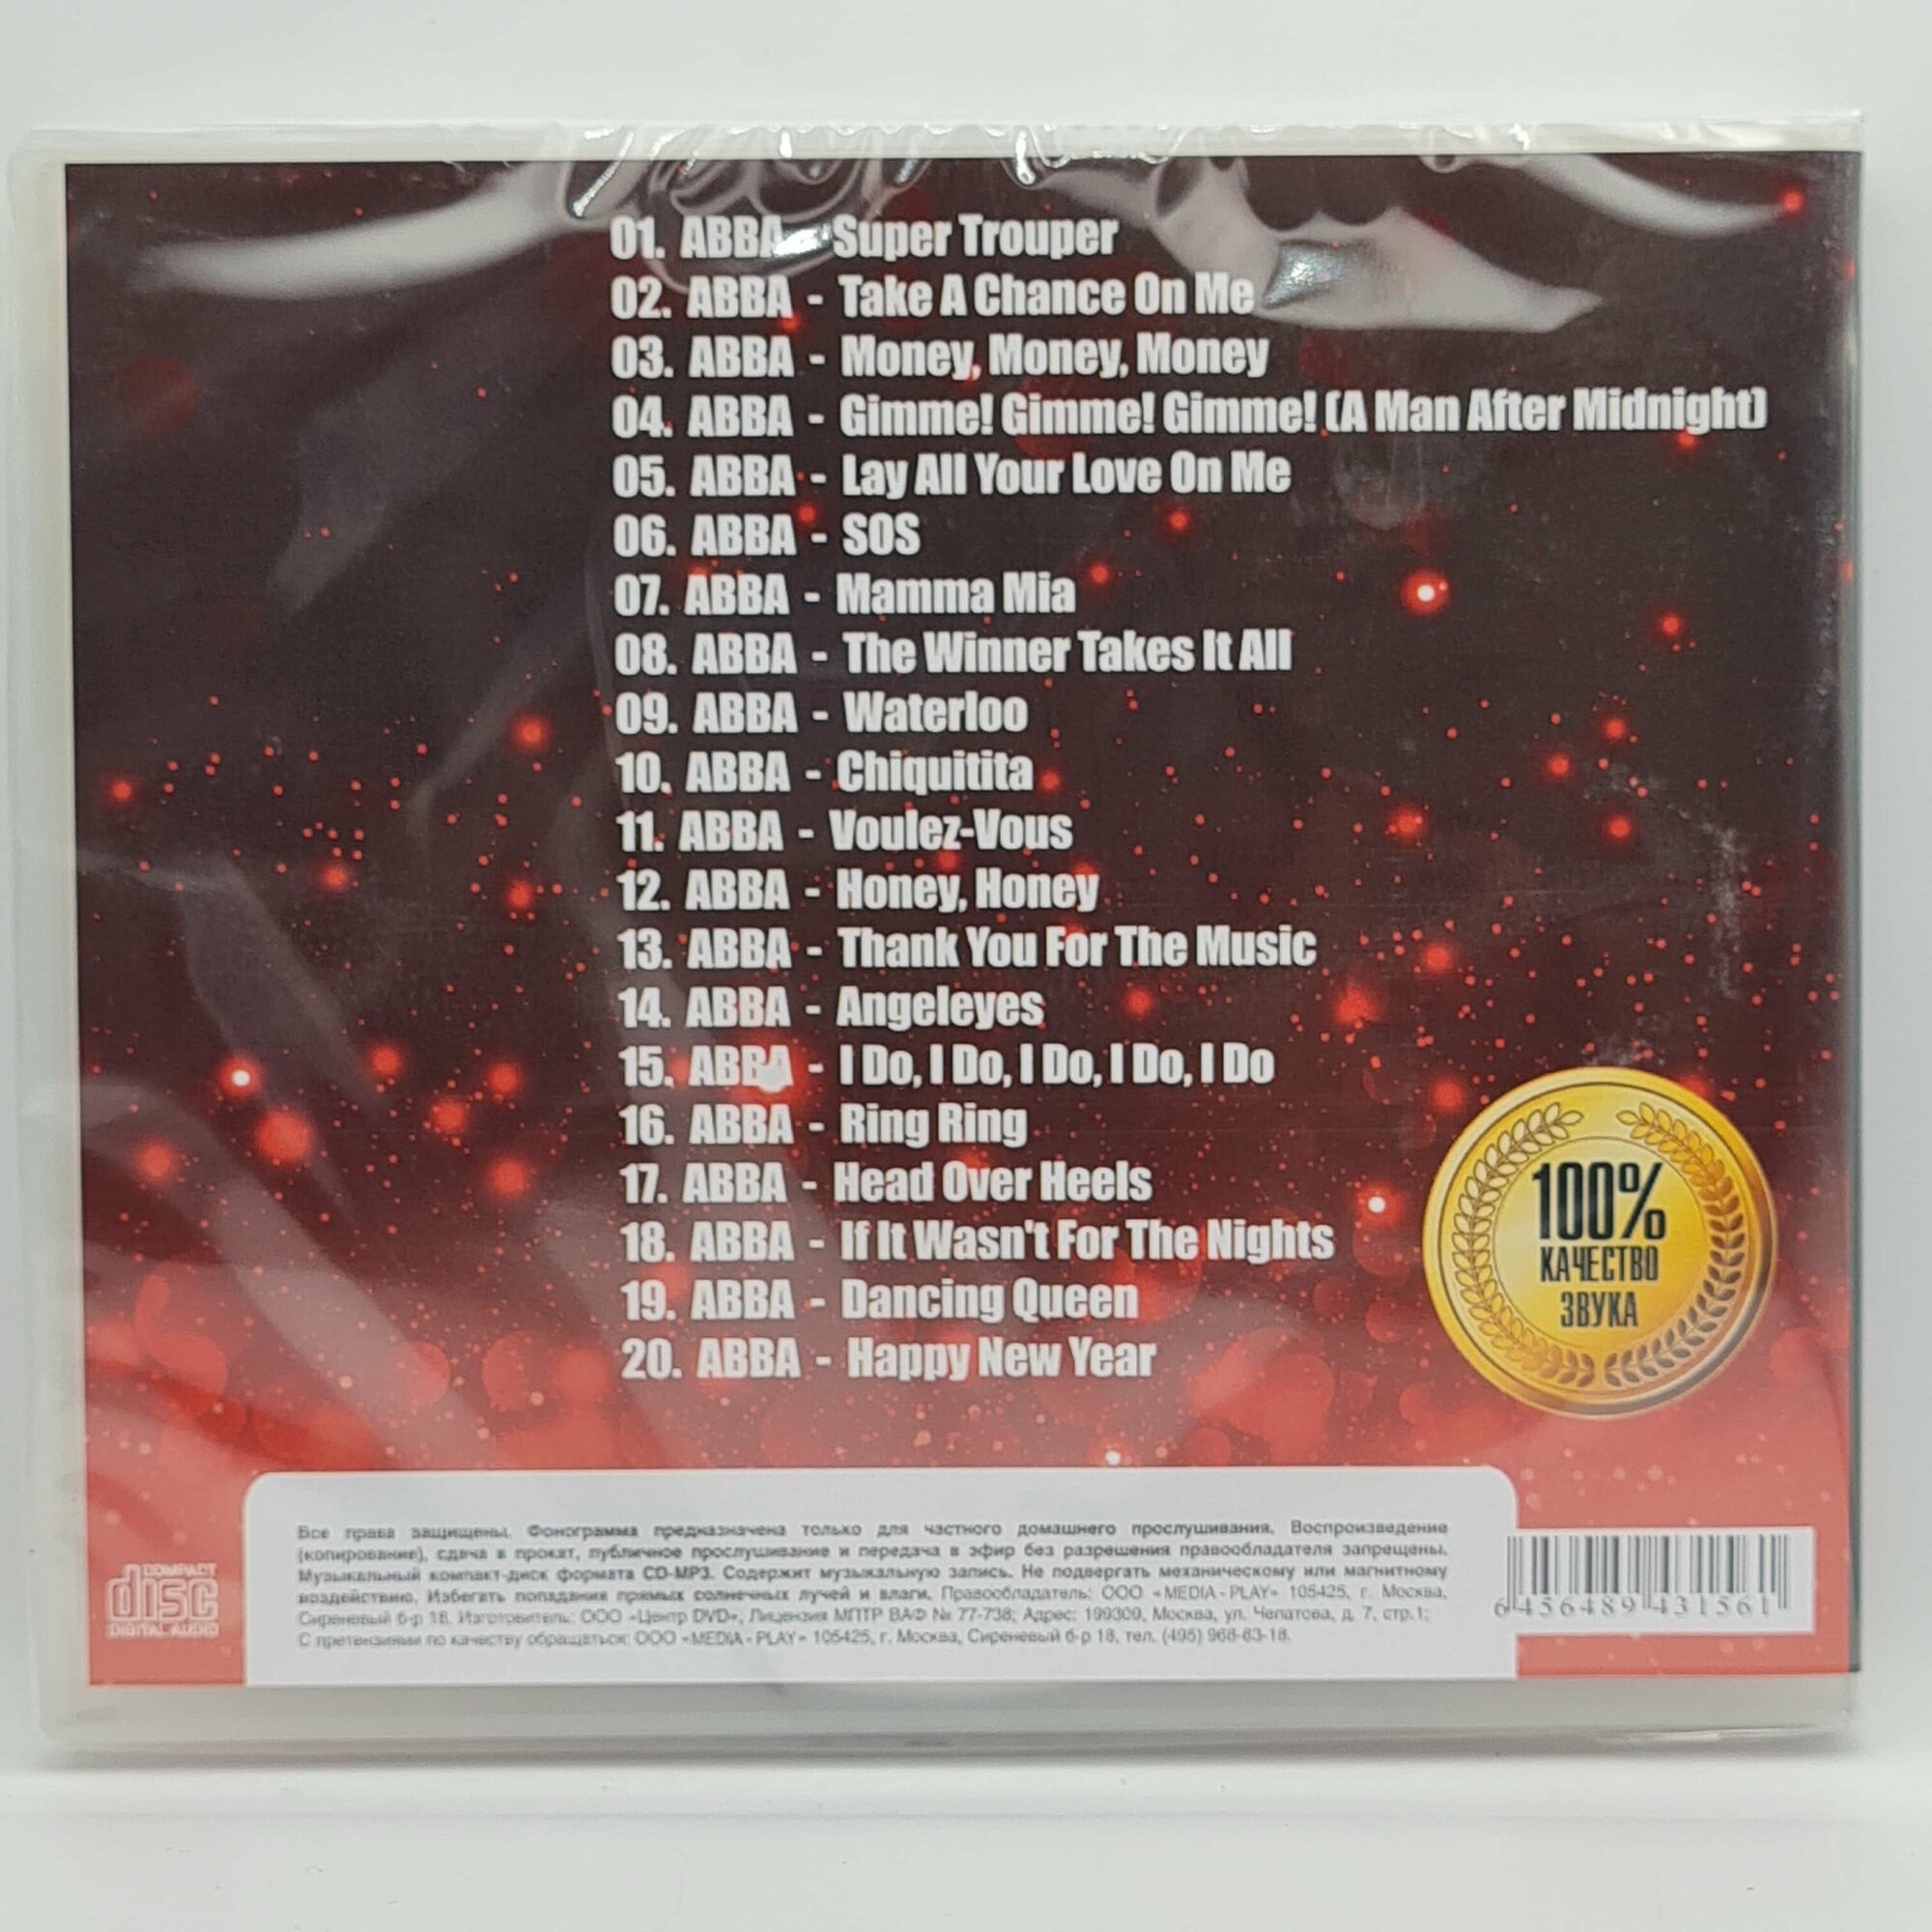 01. ABBA - Super Trouper
02. ABBA - Take A Chance On Me
03. ABBA - Money, Money, Money
04. ABBA - Gimme! Gimme! Gimme! (A Man After Midnight)
05. ABBA - Lay All Your Love On Me
06. ABBA - SOS
07. ABBA - Mamma Mia
08. ABBA - The Winner Takes It All
09. ABBA - Waterloo
10. ABBA - Chiquitita
11. ABBA - Voulez-Vous
12. ABBA - Honey, Honey
13. ABBA - Thank You For The Music
14. ABBA - Angeleyes
15. ABBA - I Do, I Do, I Do, I Do, I Do
16. ABBA - Ring Ring
17. ABBA - Head Over Heels
18. ABBA - If It Wasn't For The Nights
19. ABBA - Dancing Queen
20. ABBA - Happy New Year
100%
КАЧЕСТВО
ЗВУКА
Все права защищены. Фонограмма предназначена только для частного домашнего прослушивания. Воспроизведение
(копирование), сдача в прокат, публичное прослушивание и передача в эфир без разрешения правообладателя запрещены.
Музыкальный компакт-диск формата CD-MP3. Содержит музыкальную запись. Не подвергать механическому или магнитному
воздействию. Избегать попадания прямых солнечных лучей и влаги. Правообладатель: ООО «MEDIA - PLAY» 105425, г. Москва,
Сиреневый б-р 18. Изготовитель: ООО «Центр DVD», Лицензия МПТР ВАФ № 77-738; Адрес: 199309, Москва, ул. Чепатова, д. 7, стр.1;
С претензиями по качеству обращаться: ООО «MEDIA - PLAY» 105425, г. Москва, Сиреневый б-р 18, тел. (495) 968-63-18.
COMPACT
disc
DIGITAL AUDIO
6 456489 431561